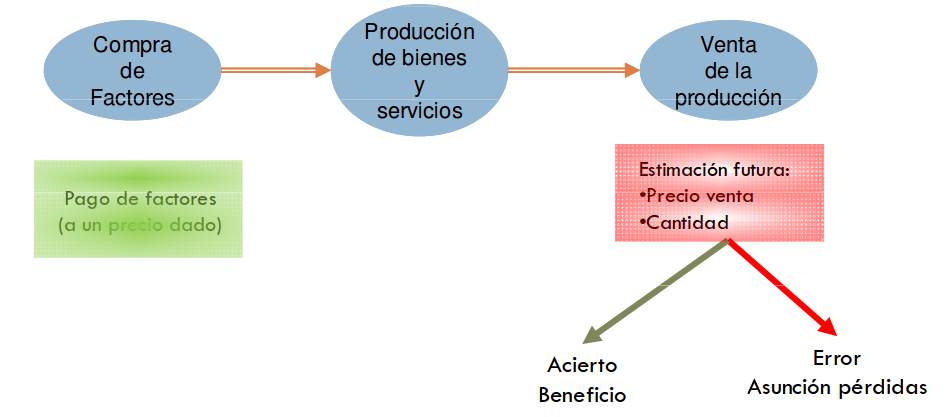 Compra
de
Factores
Producción
de bienes
y
servicios
Venta
de la
producción
Pago de factores
(a un precio dado)
Estimación futura:
•Precio venta
•Cantidad
Acierto
Beneficio
Error
Asunción pérdidas